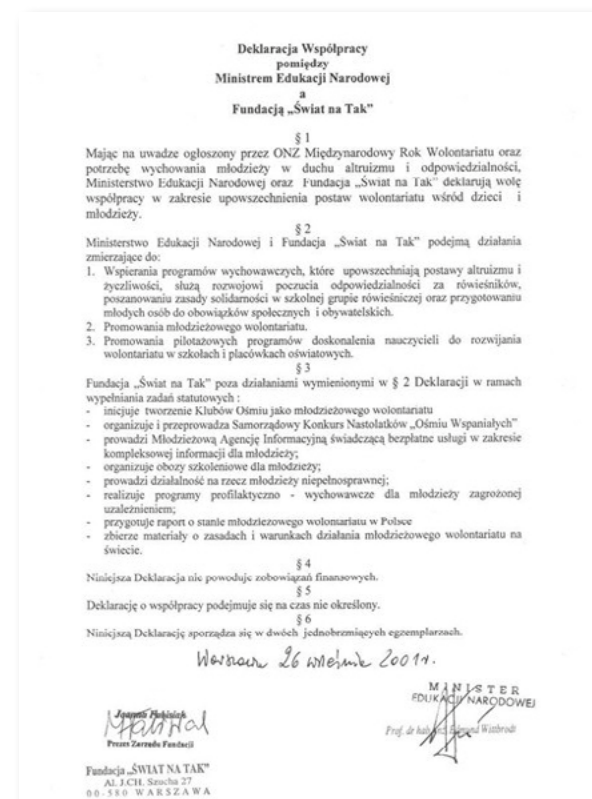 Deklaracja Współpracy
pomiędzy
Ministrem Edukacji Narodowej
a
Fundacją „Świat na Tak"
§ 1
Mając na uwadze ogłoszony przez ONZ Międzynarodowy Rok Wolontariatu oraz
potrzebę wychowania młodzieży w duchu altruizmu i odpowiedzialności,
Ministerstwo Edukacji Narodowej oraz Fundacja „Świat na Tak" deklarują wolę
współpracy w zakresie upowszechnienia postaw wolontariatu wśród dzieci i
młodzieży.
§ 2
Ministerstwo Edukacji Narodowej i Fundacja „Świat na Tak" podejmą działania
zmierzające do:
1. Wspierania programów wychowawczych, które upowszechniają postawy altruizmu i
życzliwości, służą rozwojowi poczucia odpowiedzialności za rówieśników,
poszanowaniu zasady solidarności w szkolnej grupie rówieśniczej oraz przygotowaniu
młodych osób do obowiązków społecznych i obywatelskich.
2. Promowania młodzieżowego wolontariatu.
3. Promowania pilotażowych programów doskonalenia nauczycieli do rozwijania
wolontariatu w szkołach i placówkach oświatowych.
§ 3
Fundacja „Świat na Tak" poza działaniami wymienionymi w § 2 Deklaracji w ramach
wypełniania zadań statutowych :
- inicjuje tworzenie Klubów Ośmiu jako młodzieżowego wolontariatu
- organizuje i przeprowadza Samorządowy Konkurs Nastolatków „Ośmiu Wspaniałych"
- prowadzi Młodzieżową Agencję Informacyjną świadczącą bezpłatne usługi w zakresie
kompleksowej informacji dla młodzieży;
- organizuje obozy szkoleniowe dla młodzieży;
- prowadzi działalność na rzecz młodzieży niepełnosprawnej;
- realizuje programy profilaktyczno - wychowawcze dla młodzieży zagrożonej
uzależnieniem;
- przygotuje raport o stanie młodzieżowego wolontariatu w Polsce
- zbierze materiały o zasadach i warunkach działania młodzieżowego wolontariatu na
świecie.
§ 4
Niniejsza Deklaracja nie powoduje zobowiązań finansowych.
§ 5
Deklarację o współpracy podejmuje się na czas nie określony.
§ 6
Niniejszą Deklarację sporządza się w dwóch jednobrzmiących egzemplarzach.
Warszawa 26 września 2001 r.
MINISTER
EDUKACJI NARODOWEJ
Prof. dr hab. inż. Edmund Wittbrodt
Joanna
Prezes Zarządu Fundacji
Fundacja „ŚWIAT NA TAK"
Al. J.CH. Szucha 27
00-580 WARSZAWA